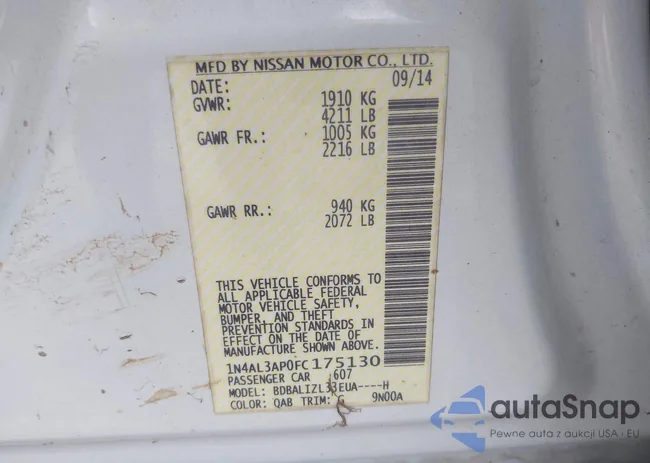 MFD BY NISSAN MOTOR CO., LTD.
DATE: 09/14
GVWR: 1910 KG
4211 LB
GAWR FR.: 1005 KG
2216 LB
GAWR RR.: 940 KG
2072 LB
THIS VEHICLE CONFORMS TO
ALL APPLICABLE FEDERAL
MOTOR VEHICLE SAFETY,
BUMPER, AND THEFT
PREVENTION STANDARDS IN
EFFECT ON THE DATE OF
MANUFACTURE SHOWN ABOVE.
1N4AL3AP0FC175130
PASSENGER CAR 607
MODEL: BDBALIZL33EUA----H
COLOR: QAB TRIM: G 9N00A
autoSnap
Pewne auta z aukcji USA i EU